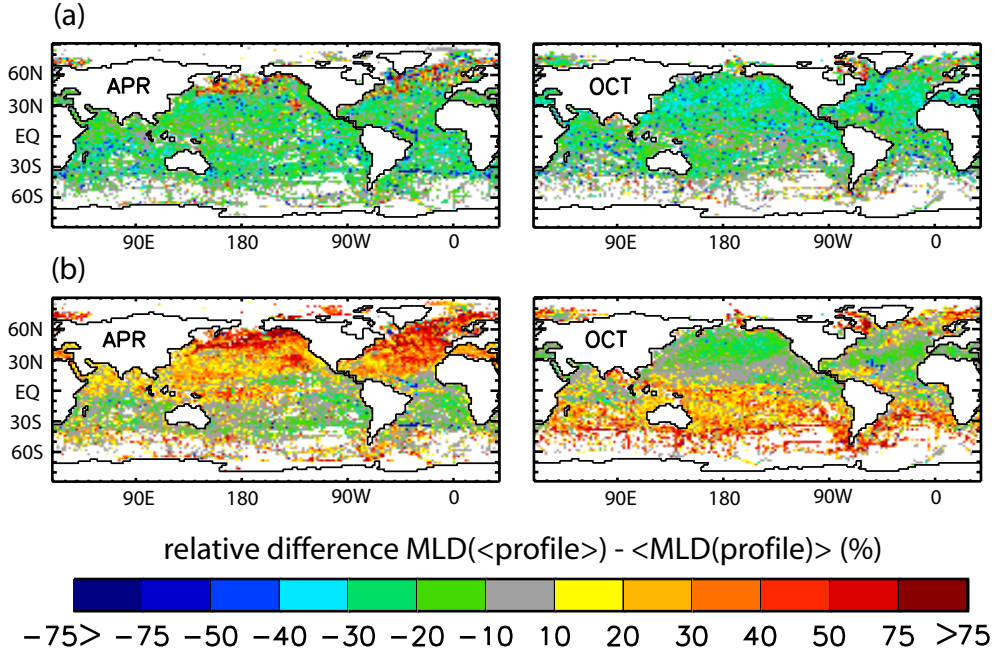 (a)
60N
30N
EQ
30S
60S
APR
OCT
90E
180
90W
0
90E
180
90W
0
(b)
60N
30N
EQ
30S
60S
APR
OCT
90E
180
90W
0
90E
180
90W
0
relative difference MLD(<profile>) - <MLD(profile)> (%)
−75> −75 −50 −40 −30 −20 −10 10 20 30 40 50 75 >75